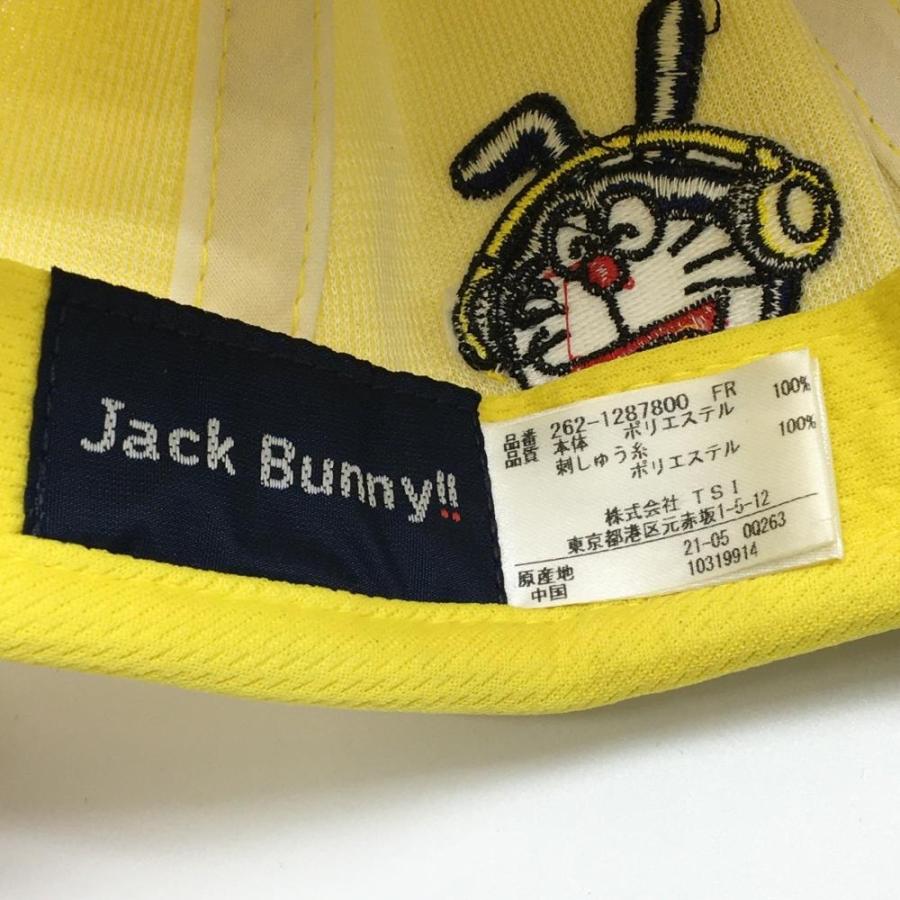 Jack Bunny!!
品番 262-1287800 FR
品質 本体 ポリエステル 100%
刺しゅう糸
ポリエステル 100%
株式会社 TSI
東京都港区元赤坂1-5-12
21-05 0Q263
10319914
原産地
中国